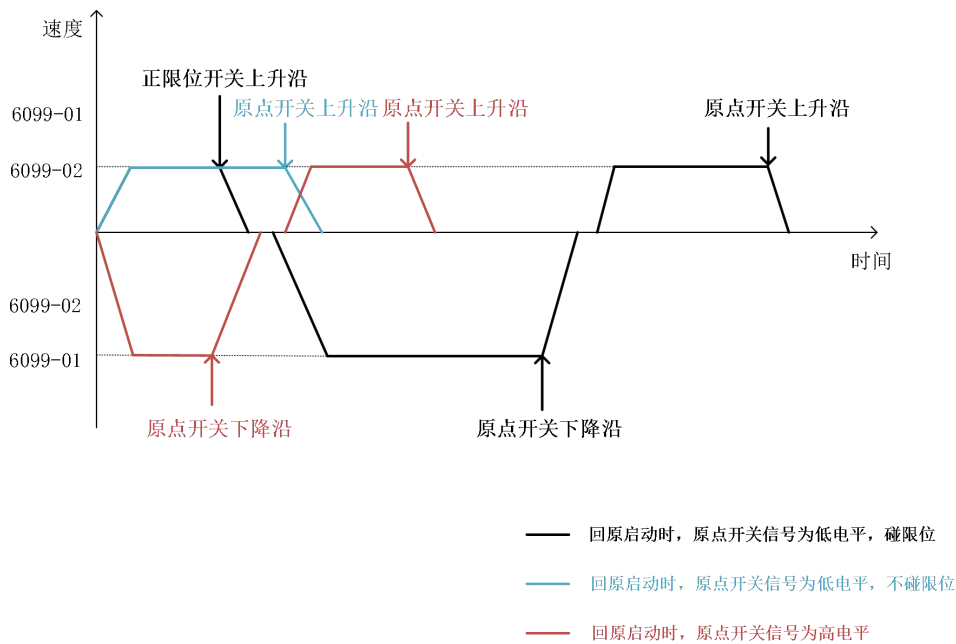 速度
正限位开关上升沿
原点开关上升沿
原点开关上升沿
原点开关上升沿
6099-01
6099-02
时间
6099-02
6099-01
原点开关下降沿
原点开关下降沿
回原启动时，原点开关信号为低电平，碰限位
回原启动时，原点开关信号为低电平，不碰限位
回原启动时，原点开关信号为高电平